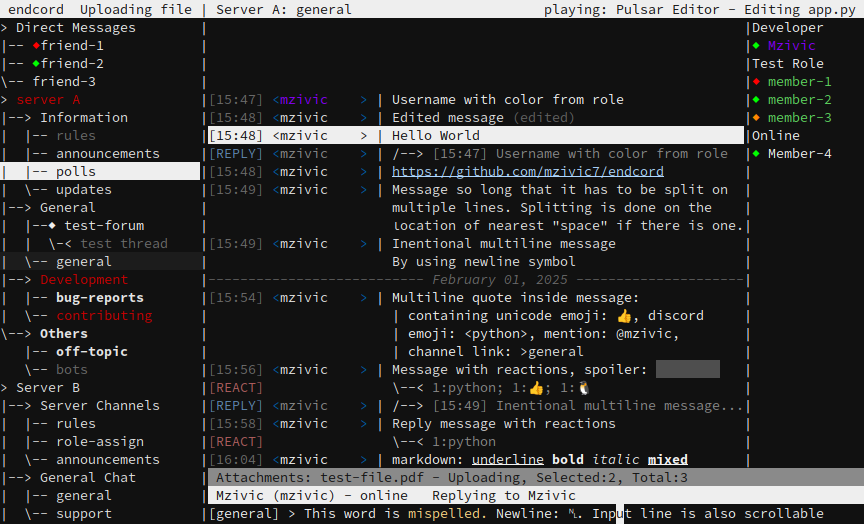 endcord  Uploading file | Server A: general    playing: Pulsar Editor - Editing app.py
> Direct Messages
|-- ◆friend-1
|-- ◆friend-2
\-- friend-3
> server A
|--> Information
|  |-- rules
|  |-- announcements
|  |-- polls
|  \-- updates
|--> General
|  |--◆ test-forum
|  |  \-< test thread
|  \-- general
|--> Development
|  |-- bug-reports
|  \-- contributing
\--> Others
   |-- off-topic
   \-- bots
> Server B
|--> Server Channels
|  |-- rules
|  |-- role-assign
|  \-- announcements
|--> General Chat
|  |-- general
|  \-- support
[15:47] <mzivic    > | Username with color from role
[15:48] <mzivic    > | Edited message (edited)
[15:48] <mzivic    > | Hello World
[REPLY] <mzivic    > | /--> [15:47] Username with color from role
[15:48] <mzivic    > | https://github.com/mzivic7/endcord
[15:49] <mzivic    > | Message so long that it has to be split on
multiple lines. Splitting is done on the
location of nearest "space" if there is one.
[15:49] <mzivic    > | Inentional multiline message
By using newline symbol
--------------------------- February 01, 2025 ---------------------
[15:54] <mzivic    > | Multiline quote inside message:
| containing unicode emoji: 👍, discord
| emoji: <python>, mention: @mzivic,
| channel link: >general
[15:56] <mzivic    > | Message with reactions, spoiler:
[REACT] \--< 1:python; 1:👍; 1:🐧
[REPLY] <mzivic    > | /--> [15:49] Inentional multiline message...
[15:58] <mzivic    > | Reply message with reactions
[REACT] \--< 1:python
[16:04] <mzivic    > | markdown: underline bold italic mixed
Attachments: test-file.pdf - Uploading, Selected:2, Total:3
Mzivic (mzivic) - online   Replying to Mzivic
[general] > This word is mispelled. Newline: ␤. Input line is also scrollable
Developer
◆ Mzivic
Test Role
◆ member-1
◆ member-2
◆ member-3
Online
◆ Member-4